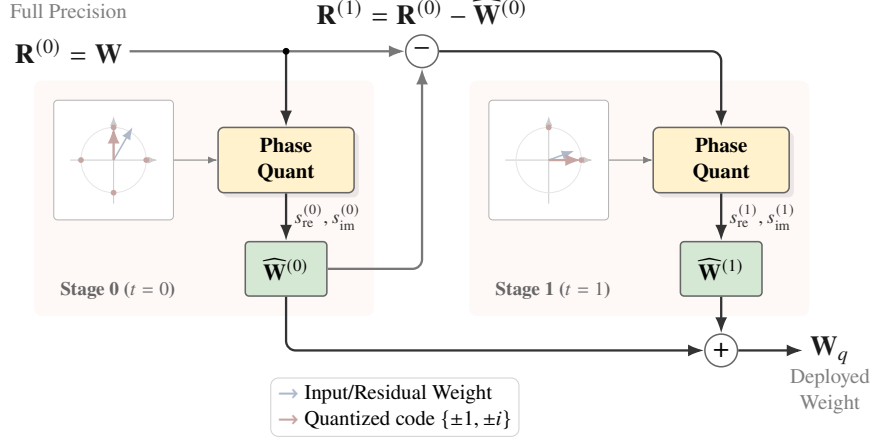 Full Precision
R^(0) = W
R^(1) = R^(0) − Ŵ^(0)
−
Phase
Quant
s_re^(0), s_im^(0)
Ŵ^(0)
Stage 0 (t = 0)
Phase
Quant
s_re^(1), s_im^(1)
Ŵ^(1)
Stage 1 (t = 1)
+
W_q
Deployed
Weight
Input/Residual Weight
Quantized code {±1, ±i}